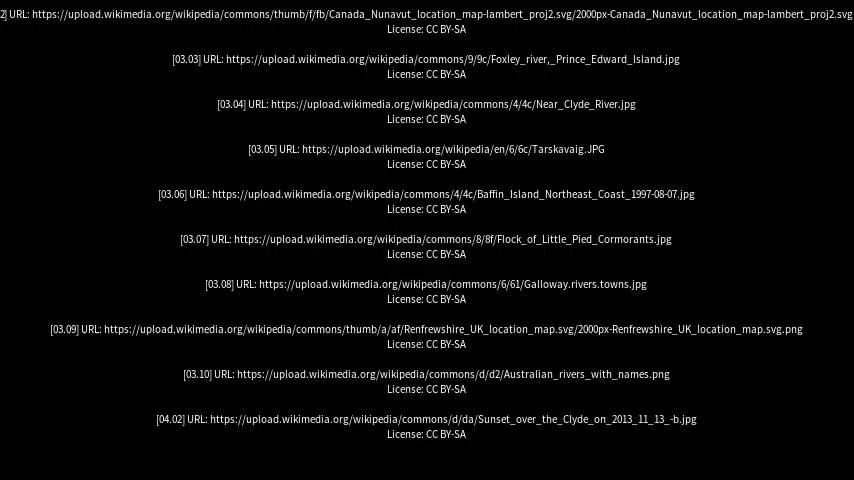 2] URL: https://upload.wikimedia.org/wikipedia/commons/thumb/f/fb/Canada_Nunavut_location_map-lambert_proj2.svg/2000px-Canada_Nunavut_location_map-lambert_proj2.svg
License: CC BY-SA
[03.03] URL: https://upload.wikimedia.org/wikipedia/commons/9/9c/Foxley_river,_Prince_Edward_Island.jpg
License: CC BY-SA
[03.04] URL: https://upload.wikimedia.org/wikipedia/commons/4/4c/Near_Clyde_River.jpg
License: CC BY-SA
[03.05] URL: https://upload.wikimedia.org/wikipedia/en/6/6c/Tarskavaig.JPG
License: CC BY-SA
[03.06] URL: https://upload.wikimedia.org/wikipedia/commons/4/4c/Baffin_Island_Northeast_Coast_1997-08-07.jpg
License: CC BY-SA
[03.07] URL: https://upload.wikimedia.org/wikipedia/commons/8/8f/Flock_of_Little_Pied_Cormorants.jpg
License: CC BY-SA
[03.08] URL: https://upload.wikimedia.org/wikipedia/commons/6/61/Galloway.rivers.towns.jpg
License: CC BY-SA
[03.09] URL: https://upload.wikimedia.org/wikipedia/commons/thumb/a/af/Renfrewshire_UK_location_map.svg/2000px-Renfrewshire_UK_location_map.svg.png
License: CC BY-SA
[03.10] URL: https://upload.wikimedia.org/wikipedia/commons/d/d2/Australian_rivers_with_names.png
License: CC BY-SA
[04.02] URL: https://upload.wikimedia.org/wikipedia/commons/d/da/Sunset_over_the_Clyde_on_2013_11_13_-b.jpg
License: CC BY-SA